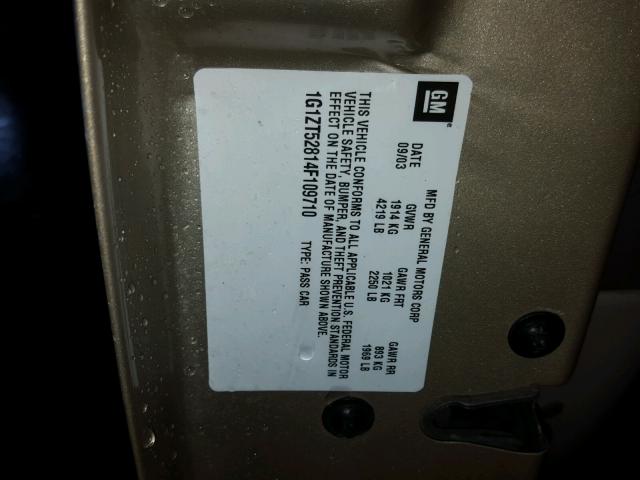 GM
MFD BY GENERAL MOTORS CORP
DATE GVWR GAWR FRT GAWR RR
09/03 1914 KG 1021 KG 893 KG
4219 LB 2250 LB 1969 LB
THIS VEHICLE CONFORMS TO ALL APPLICABLE U.S. FEDERAL MOTOR
VEHICLE SAFETY, BUMPER, AND THEFT PREVENTION STANDARDS IN
EFFECT ON THE DATE OF MANUFACTURE SHOWN ABOVE.
1G1ZT52814F109710 TYPE: PASS CAR